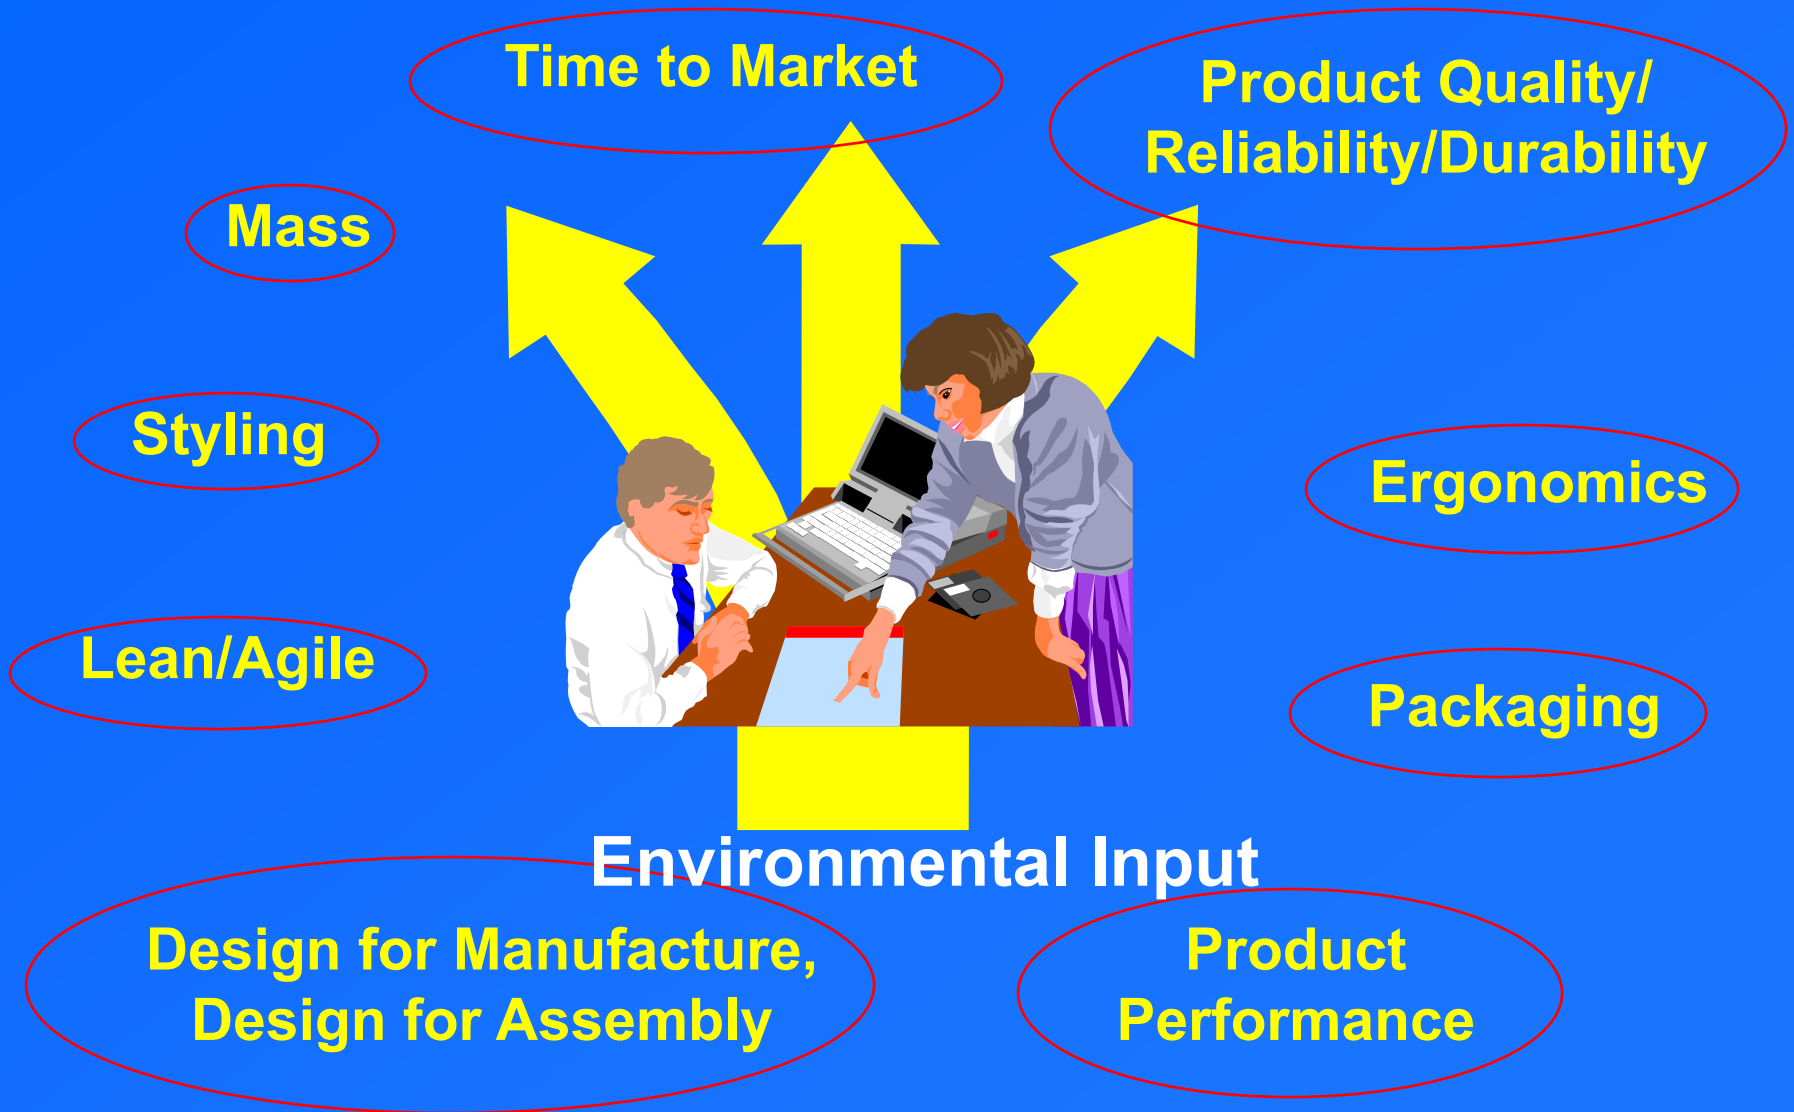 Time to Market
Product Quality/
Reliability/Durability
Mass
Styling
Ergonomics
Lean/Agile
Packaging
Environmental Input
Design for Manufacture,
Design for Assembly
Product
Performance